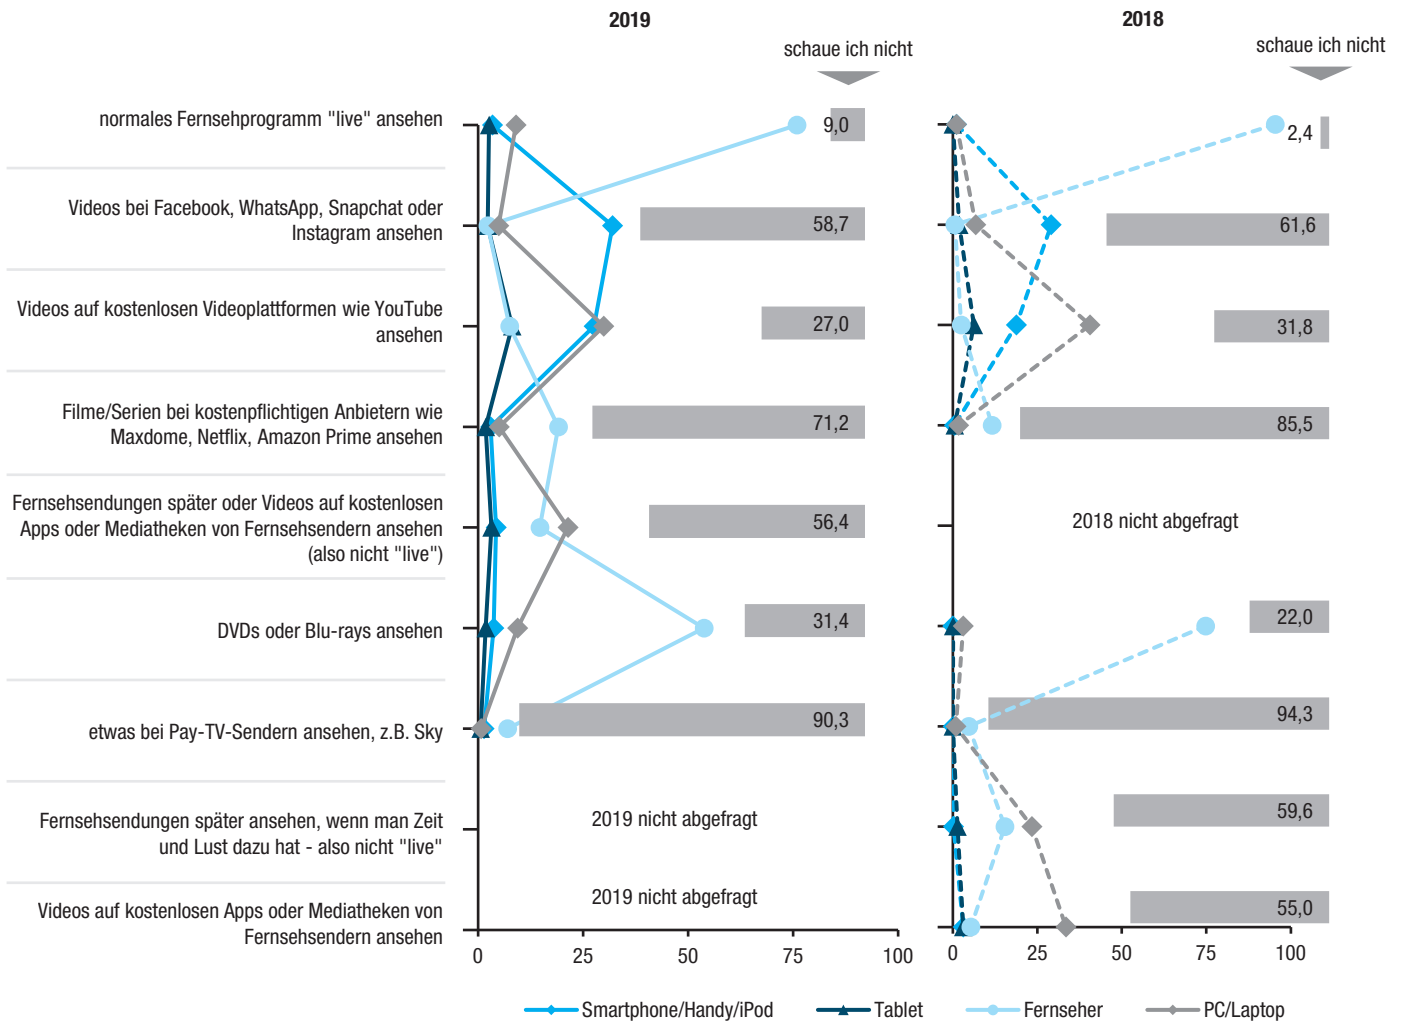 2019
2018
schaue ich nicht
schaue ich nicht
normales Fernsehprogramm "live" ansehen
9,0
2,4
Videos bei Facebook, WhatsApp, Snapchat oder
Instagram ansehen
58,7
61,6
Videos auf kostenlosen Videoplattformen wie YouTube
ansehen
27,0
31,8
Filme/Serien bei kostenpflichtigen Anbietern wie
Maxdome, Netflix, Amazon Prime ansehen
71,2
85,5
Fernsehsendungen später oder Videos auf kostenlosen
Apps oder Mediatheken von Fernsehsendern ansehen
(also nicht "live")
56,4
2018 nicht abgefragt
DVDs oder Blu-rays ansehen
31,4
22,0
etwas bei Pay-TV-Sendern ansehen, z.B. Sky
90,3
94,3
Fernsehsendungen später ansehen, wenn man Zeit
und Lust dazu hat - also nicht "live"
2019 nicht abgefragt
59,6
Videos auf kostenlosen Apps oder Mediatheken von
Fernsehsendern ansehen
2019 nicht abgefragt
55,0
0 25 50 75 100
0 25 50 75 100
Smartphone/Handy/iPod Tablet Fernseher PC/Laptop